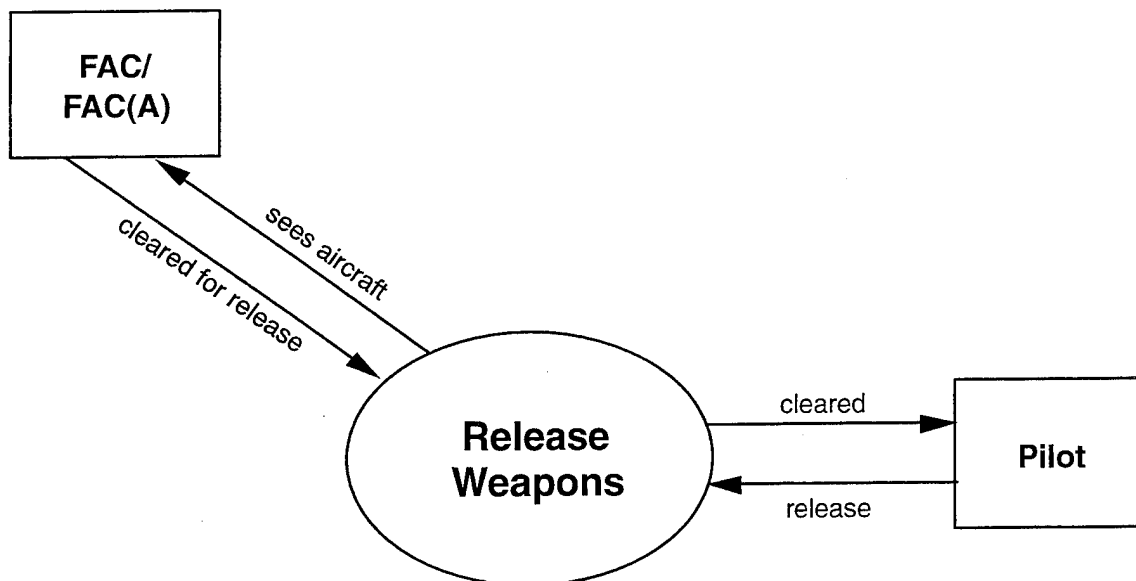 FAC/
FAC(A)
sees aircraft
cleared for release
Release
Weapons
cleared
release
Pilot